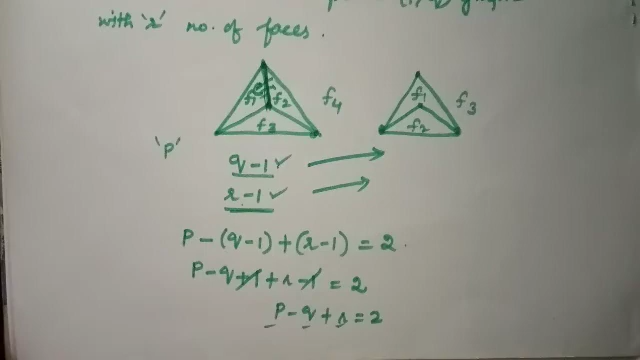 with 'r' no. of faces.
f1 e f2 f3 f4 f1 f2 f3
'p'
q-1 ✓
r-1 ✓
P-(q-1)+(r-1)=2.
P-q+1+r-1=2
P-q+r=2